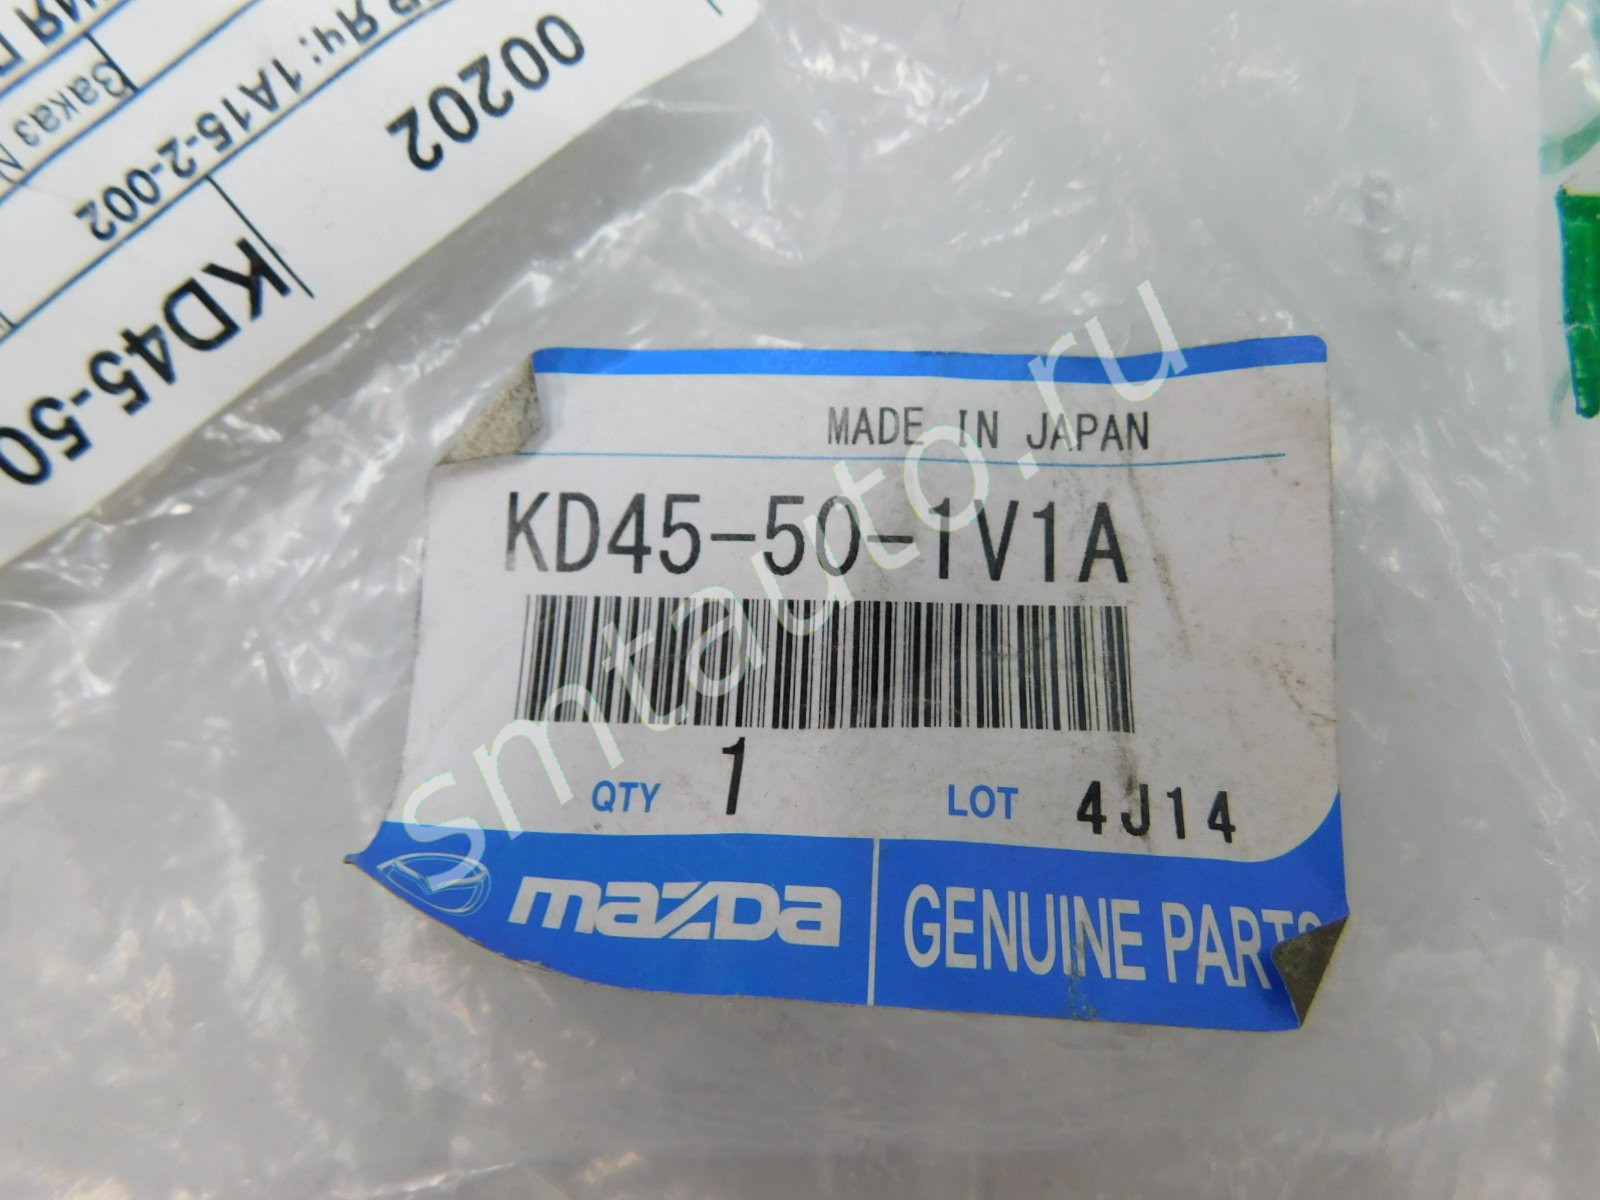 00202
Яч: 1A15-2-002
Заказ N
KD45-50
MADE IN JAPAN
KD45-50-1V1A
QTY 1 LOT 4J14
mazda GENUINE PARTS
smtauto.ru